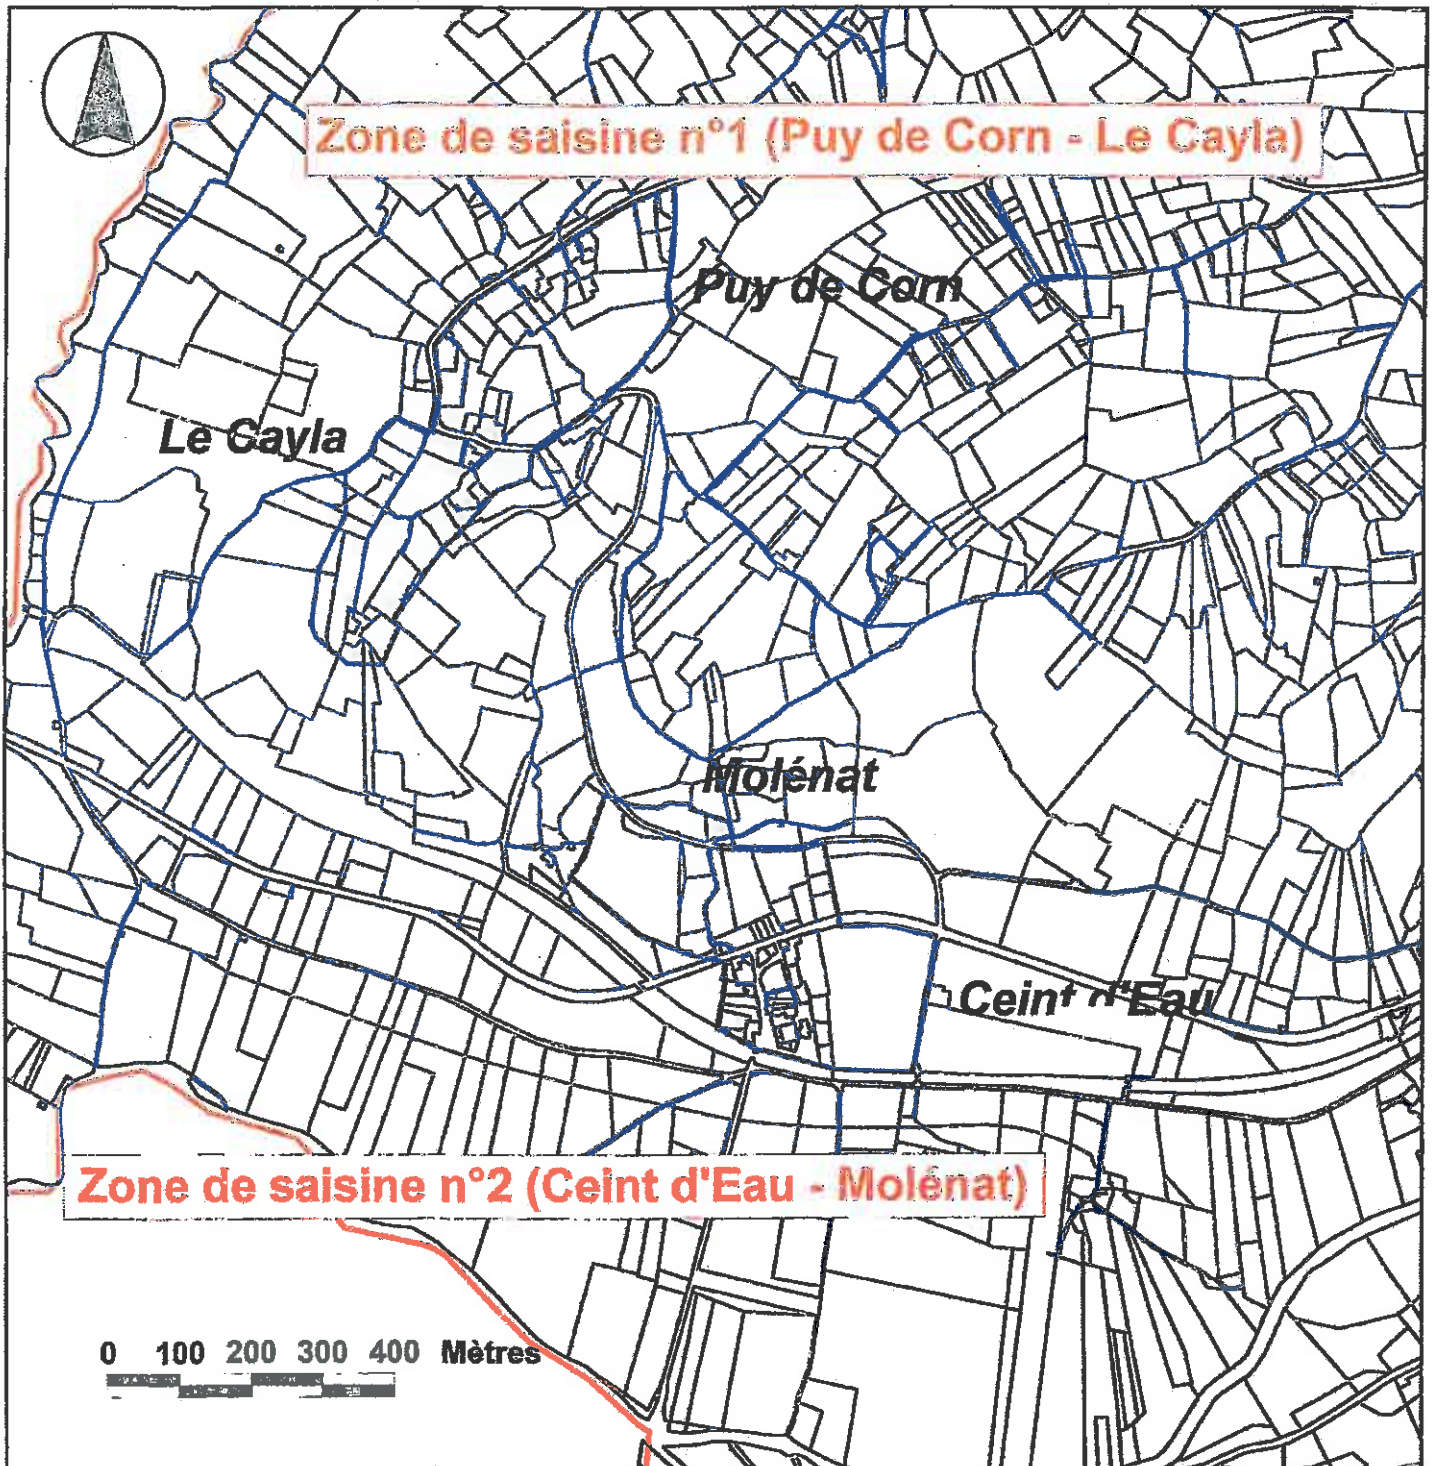 Zone de saisine n°1 (Puy de Corn - Le Cayla)
Puy de Corn
Le Cayla
Molénat
Ceint d'Eau
Zone de saisine n°2 (Ceint d'Eau - Molénat)
0 100 200 300 400 Mètres